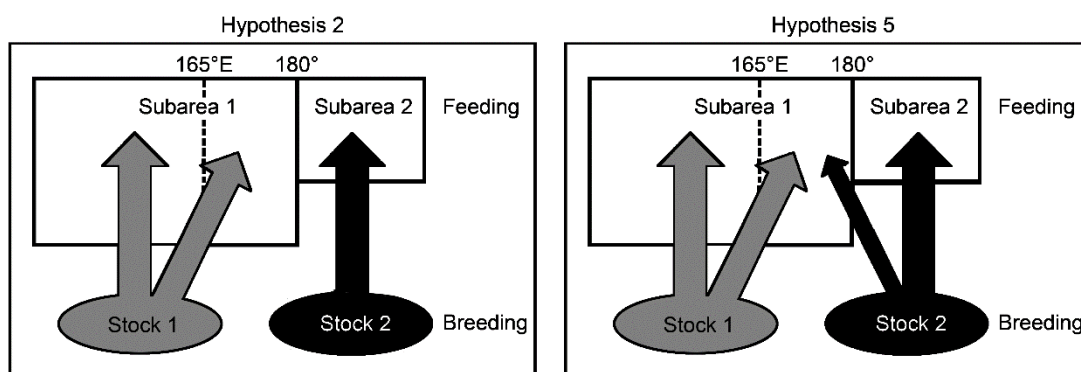 Hypothesis 2
165°E 180°
Subarea 1 Subarea 2 Feeding
Stock 1 Stock 2 Breeding
Hypothesis 5
165°E 180°
Subarea 1 Subarea 2 Feeding
Stock 1 Stock 2 Breeding